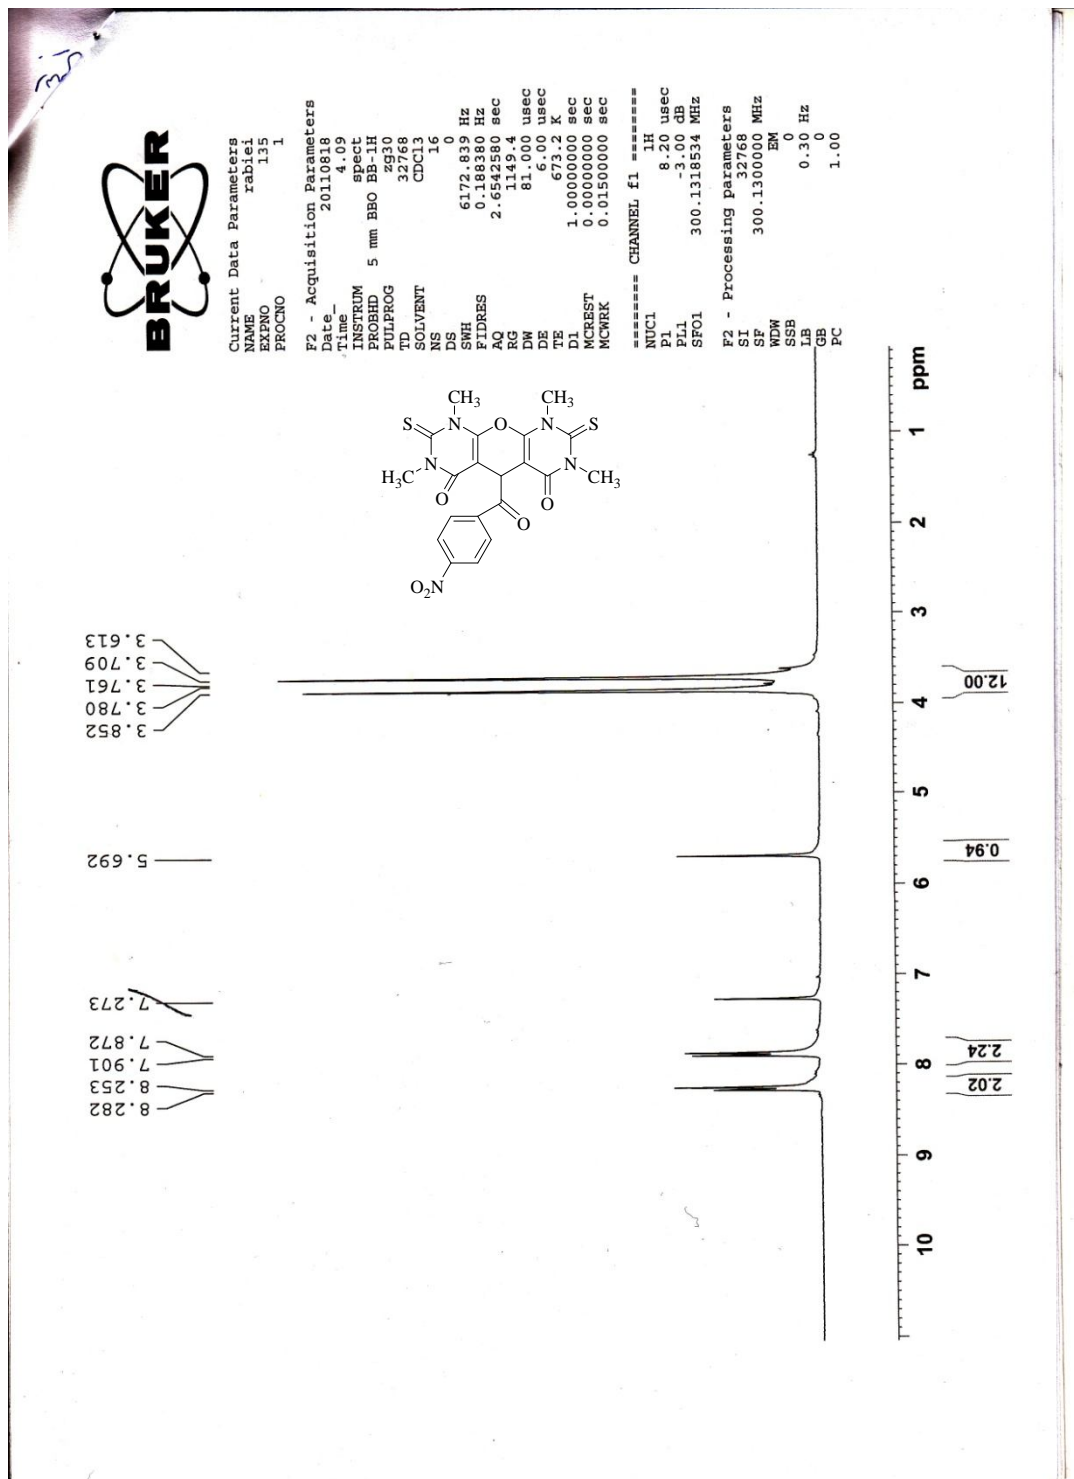 BRUKER
Current Data Parameters
NAME rabiei
EXPNO 135
PROCNO 1
F2 - Acquisition Parameters
Date_ 20110818
Time 4.09
INSTRUM spect
PROBHD 5 mm BBO BB-1H
PULPROG zg30
TD 32768
SOLVENT CDCl3
NS 16
DS 0
SWH 6172.839 Hz
FIDRES 0.188380 Hz
AQ 2.6542580 sec
RG 1149.4
DW 81.000 usec
DE 6.00 usec
TE 673.2 K
D1 1.00000000 sec
MCREST 0.00000000 sec
MCWRK 0.01500000 sec
======== CHANNEL f1 ========
NUC1 1H
P1 8.20 usec
PL1 -3.00 dB
SFO1 300.1318534 MHz
F2 - Processing parameters
SI 32768
SF 300.1300000 MHz
WDW EM
SSB 0
LB 0.30 Hz
GB 0
PC 1.00
CH3 CH3
S N O N S
N N
H3C CH3
O O
O
O2N
3.613
3.709
3.761
3.780
3.852
5.692
7.273
7.872
7.901
8.253
8.282
ppm
1
2
3
4
5
6
7
8
9
10
12.00
0.94
2.24
2.02